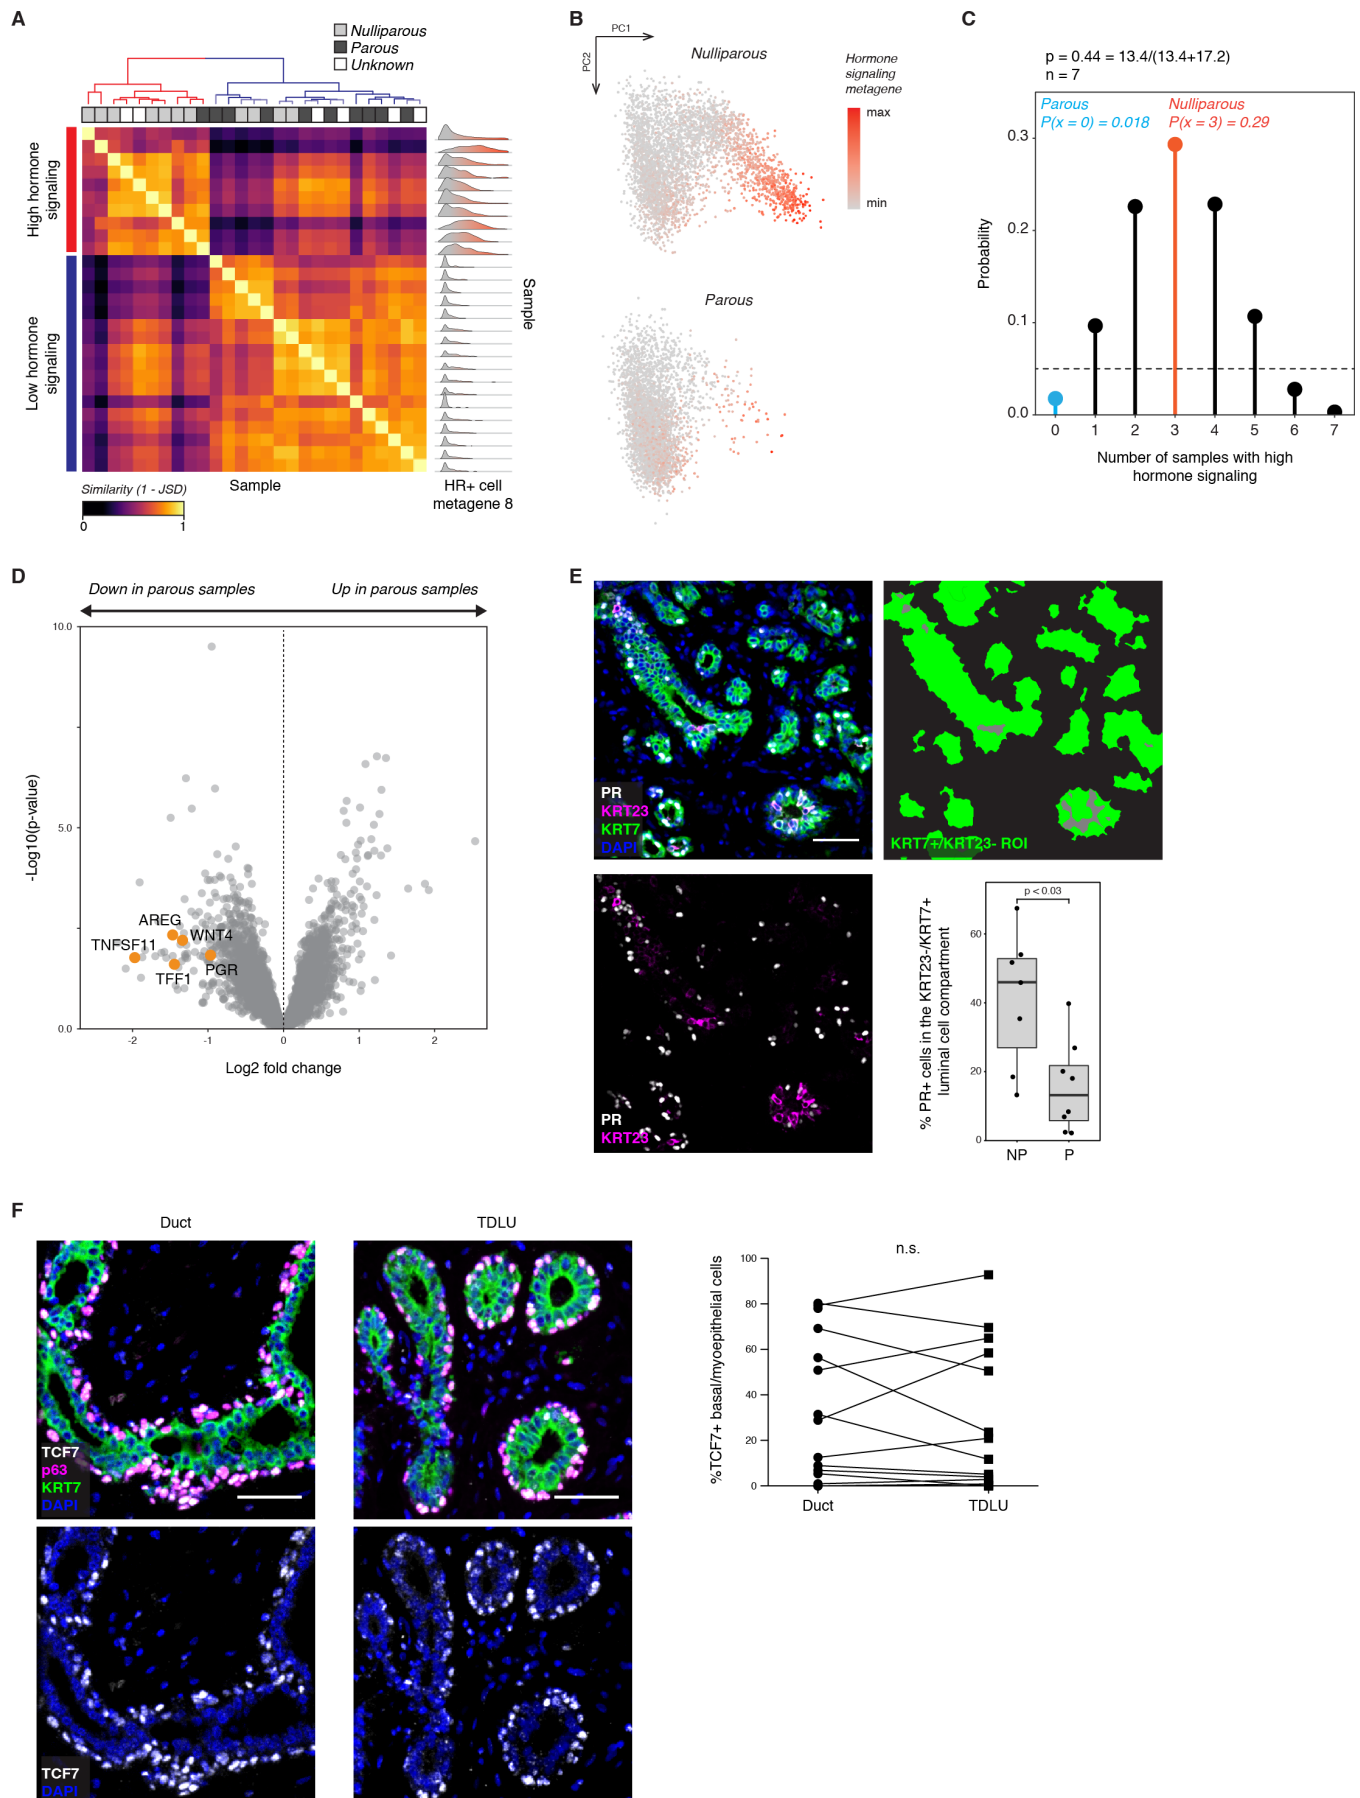 A
Nulliparous
Parous
Unknown
High hormone
signaling
Low hormone
signaling
Sample
Sample
HR+ cell
metagene 8
Similarity (1 - JSD)
0
1
B
PC1
PC2
Nulliparous
Hormone
signaling
metagene
max
min
Parous
C
p = 0.44 = 13.4/(13.4+17.2)
n = 7
Parous
P(x = 0) = 0.018
Nulliparous
P(x = 3) = 0.29
Probability
0.3
0.2
0.1
0.0
0 1 2 3 4 5 6 7
Number of samples with high
hormone signaling
D
Down in parous samples
Up in parous samples
-Log10(p-value)
10.0
5.0
0.0
AREG
WNT4
TNFSF11
PGR
TFF1
-2 -1 0 1 2
Log2 fold change
E
PR
KRT23
KRT7
DAPI
KRT7+/KRT23- ROI
PR
KRT23
% PR+ cells in the KRT23-/KRT7+
luminal cell compartment
p < 0.03
60
40
20
0
NP P
F
Duct
TDLU
TCF7
p63
KRT7
DAPI
TCF7
DAPI
n.s.
%TCF7+ basal/myoepithelial cells
100
80
60
40
20
0
Duct
TDLU